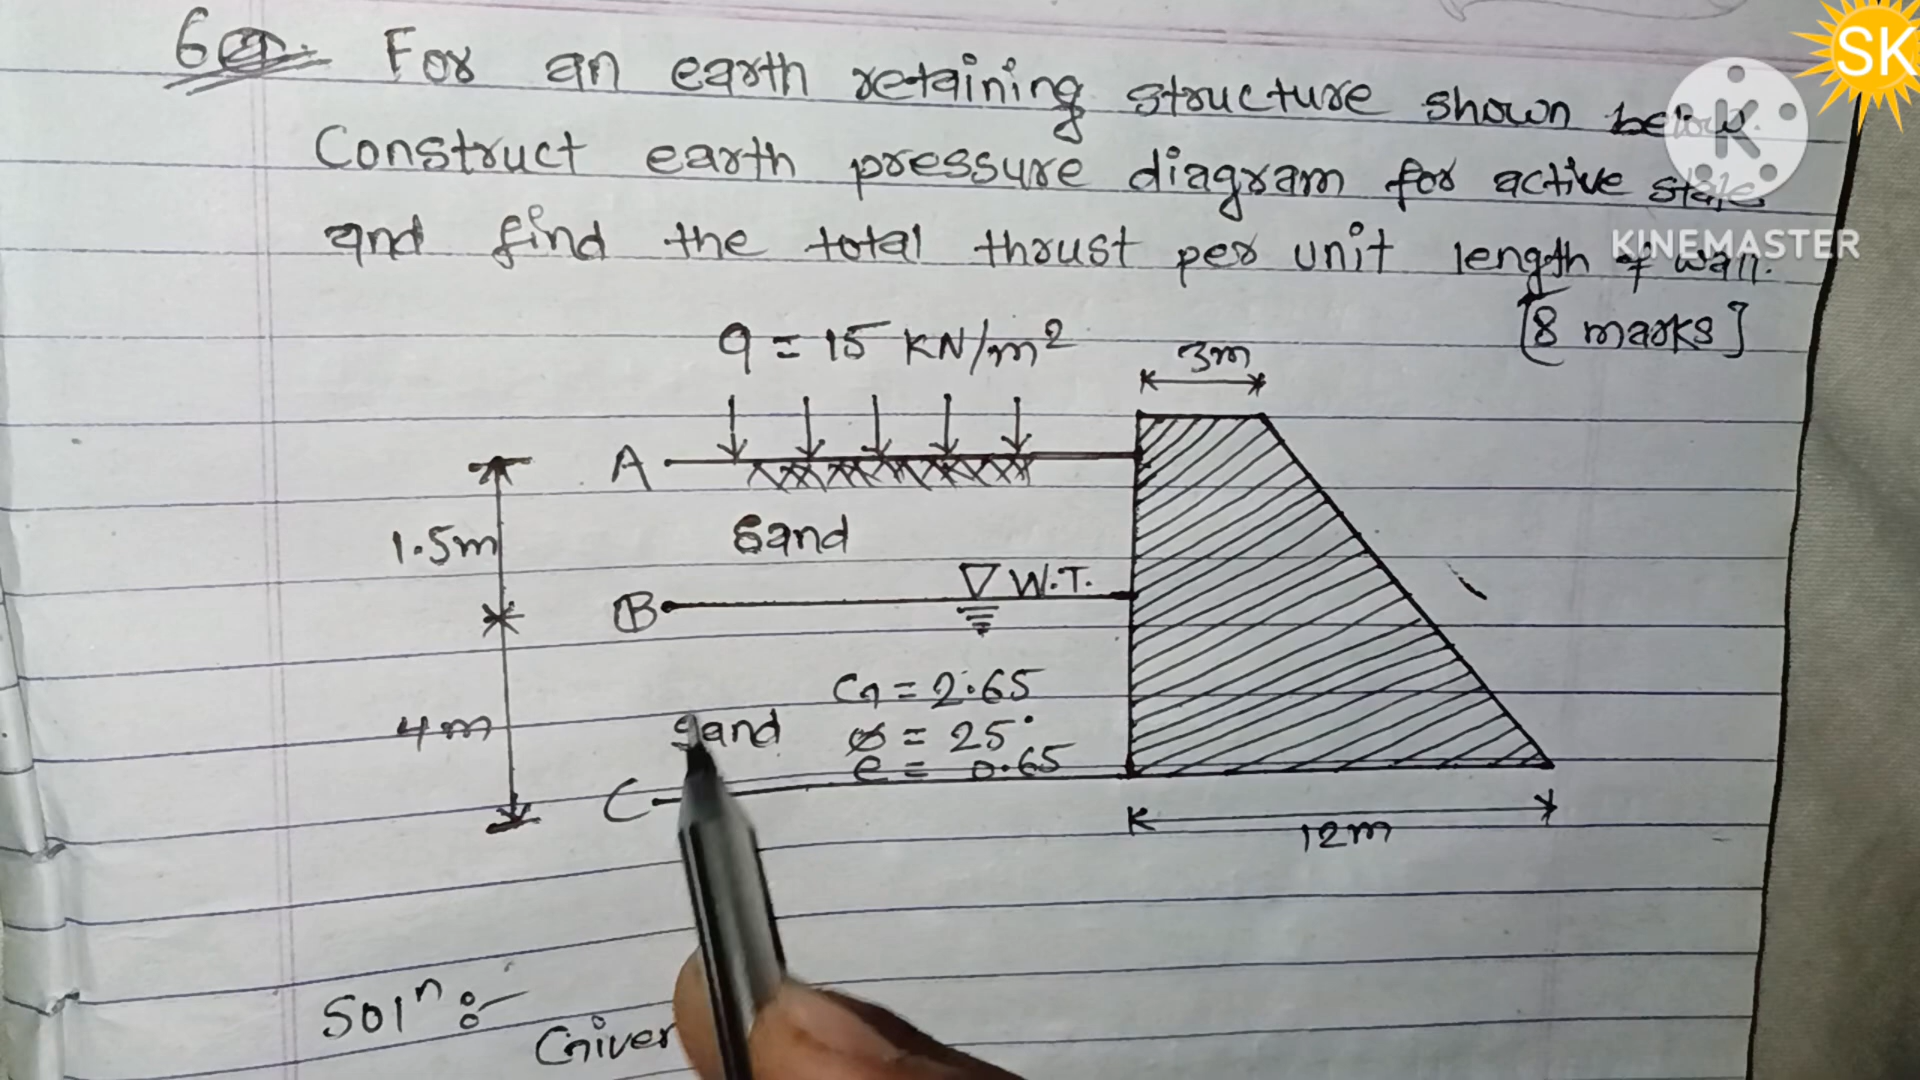 6a. For an earth retaining structure shown below.
Construct earth pressure diagram for active state
and find the total thrust per unit length of wall.
[8 marks]
q = 15 KN/m²
3m
A
Sand
1.5m
W.T.
B
G = 2.65
4m
Sand
ø = 25°
e = 0.65
C
12m
Solⁿ :-
Given
SK
KINEMASTER